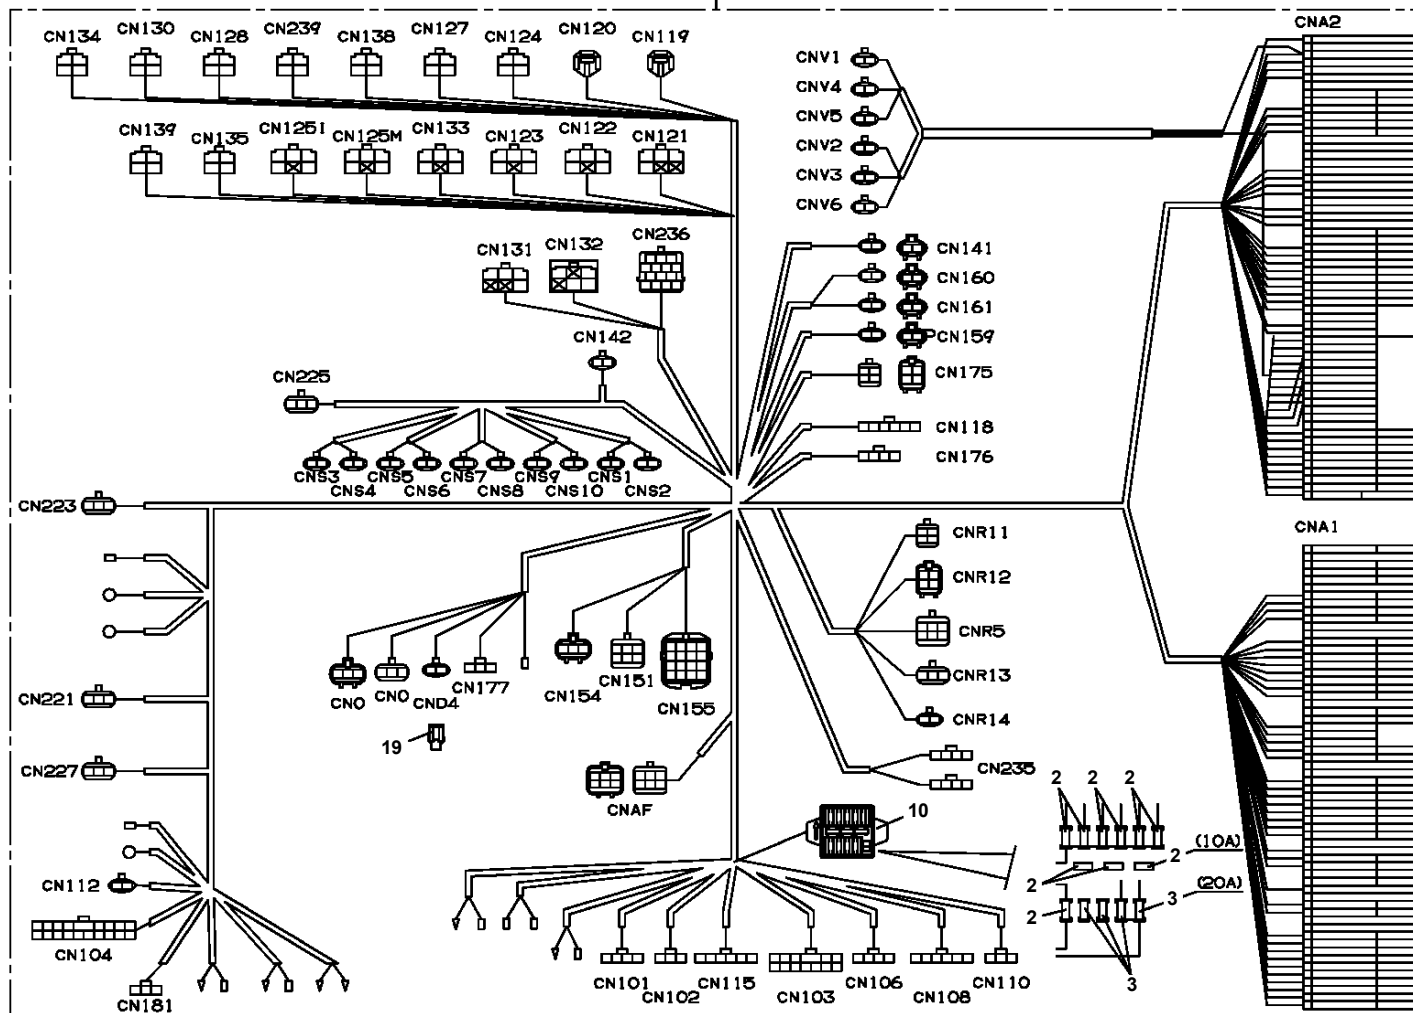 CN134 CN130 CN128 CN239 CN138 CN127 CN124 CN120 CN119
CN139 CN135 CN125I CN125M CN133 CN123 CN122 CN121
CNA2
CNV1
CNV4
CNV5
CNV2
CNV3
CNV6
CN131 CN132 CN236
CN141
CN160
CN161
CN159
CN175
CN118
CN176
CN142
CN225
CNS3 CNS5 CNS7 CNS9 CNS1
CNS4 CNS6 CNS8 CNS10 CNS2
CN223
CNA1
CNR11
CNR12
CNR5
CNR13
CNR14
CNO CNO CND4 CN177 CN154 CN151 CN155
CN221
19
CN227
CN235
CNAF
10
2 2 2
2 2 (10A)
2 3 (20A)
3
CN112
CN104
CN181
CN101 CN102 CN115 CN103 CN106 CN108 CN110